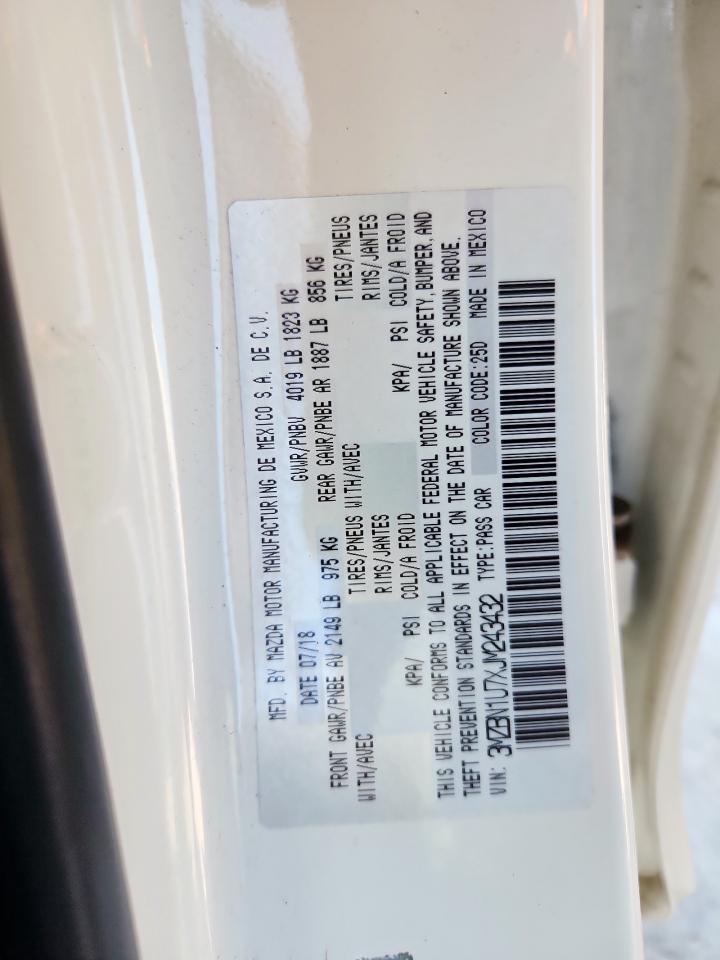 MFD. BY MAZDA MOTOR MANUFACTURING DE MEXICO S.A. DE C.V.
DATE 07/18 GVWR/PNBV 4019 LB 1823 KG
FRONT GAWR/PNBE AV 2149 LB 975 KG REAR GAWR/PNBE AR 1887 LB 856 KG
WITH/AVEC TIRES/PNEUS WITH/AVEC TIRES/PNEUS
RIMS/JANTES RIMS/JANTES
KPA/ PSI COLD/A FROID KPA/ PSI COLD/A FROID
THIS VEHICLE CONFORMS TO ALL APPLICABLE FEDERAL MOTOR VEHICLE SAFETY, BUMPER, AND
THEFT PREVENTION STANDARDS IN EFFECT ON THE DATE OF MANUFACTURE SHOWN ABOVE.
VIN: 3MZBN1U7XJM243432 TYPE:PASS CAR COLOR CODE:25D MADE IN MEXICO